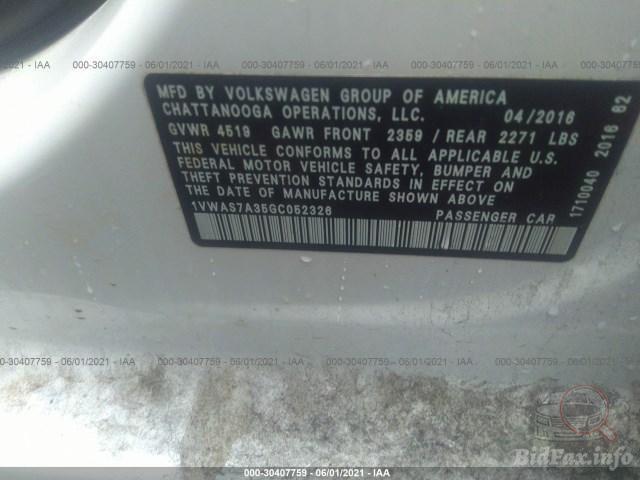 000-30407759 - 06/01/2021 - IAA
MFD BY VOLKSWAGEN GROUP OF AMERICA
CHATTANOOGA OPERATIONS, LLC. 04/2016
GVWR 4519 GAWR FRONT 2359 / REAR 2271 LBS
THIS VEHICLE CONFORMS TO ALL APPLICABLE U.S.
FEDERAL MOTOR VEHICLE SAFETY, BUMPER AND
THEFT PREVENTION STANDARDS IN EFFECT ON
THE DATE OF MANUFACTURE SHOWN ABOVE
1VWAS7A35GC052326 PASSENGER CAR
1710040 2016 62
000-30407759 - 06/01/2021 - IAA
000-30407759 - 06/01/2021 - IAA
BidFax.info